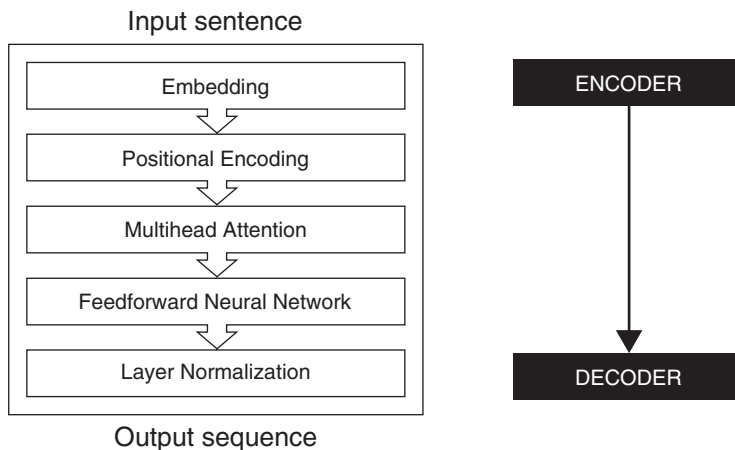 Input sentence
Embedding
Positional Encoding
Multihead Attention
Feedforward Neural Network
Layer Normalization
Output sequence
ENCODER
DECODER